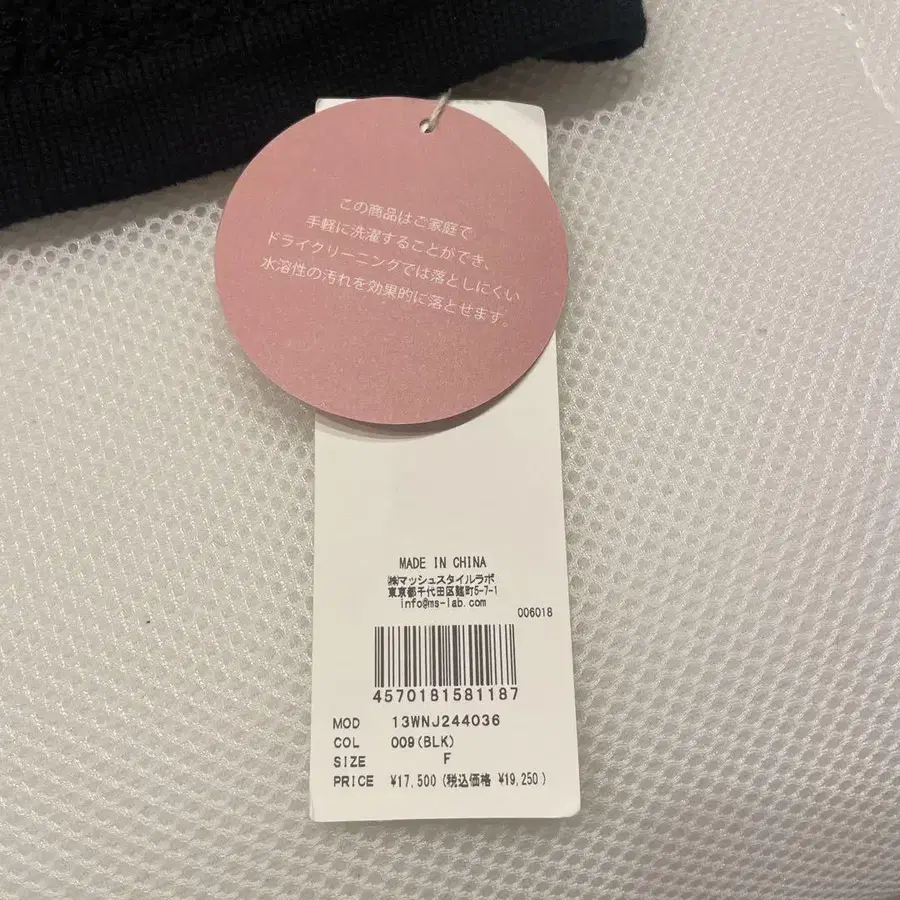 この商品はご家庭で
手軽に洗濯することができ、
ドライクリーニングでは落としにくい
水溶性の汚れを効果的に落とせます。
MADE IN CHINA
㈱マッシュスタイルラボ
東京都千代田区麹町5-7-1
info@ms-lab.com
006018
4570181581187
MOD 13WNJ244036
COL 009(BLK)
SIZE F
PRICE ¥17,500(税込価格 ¥19,250)